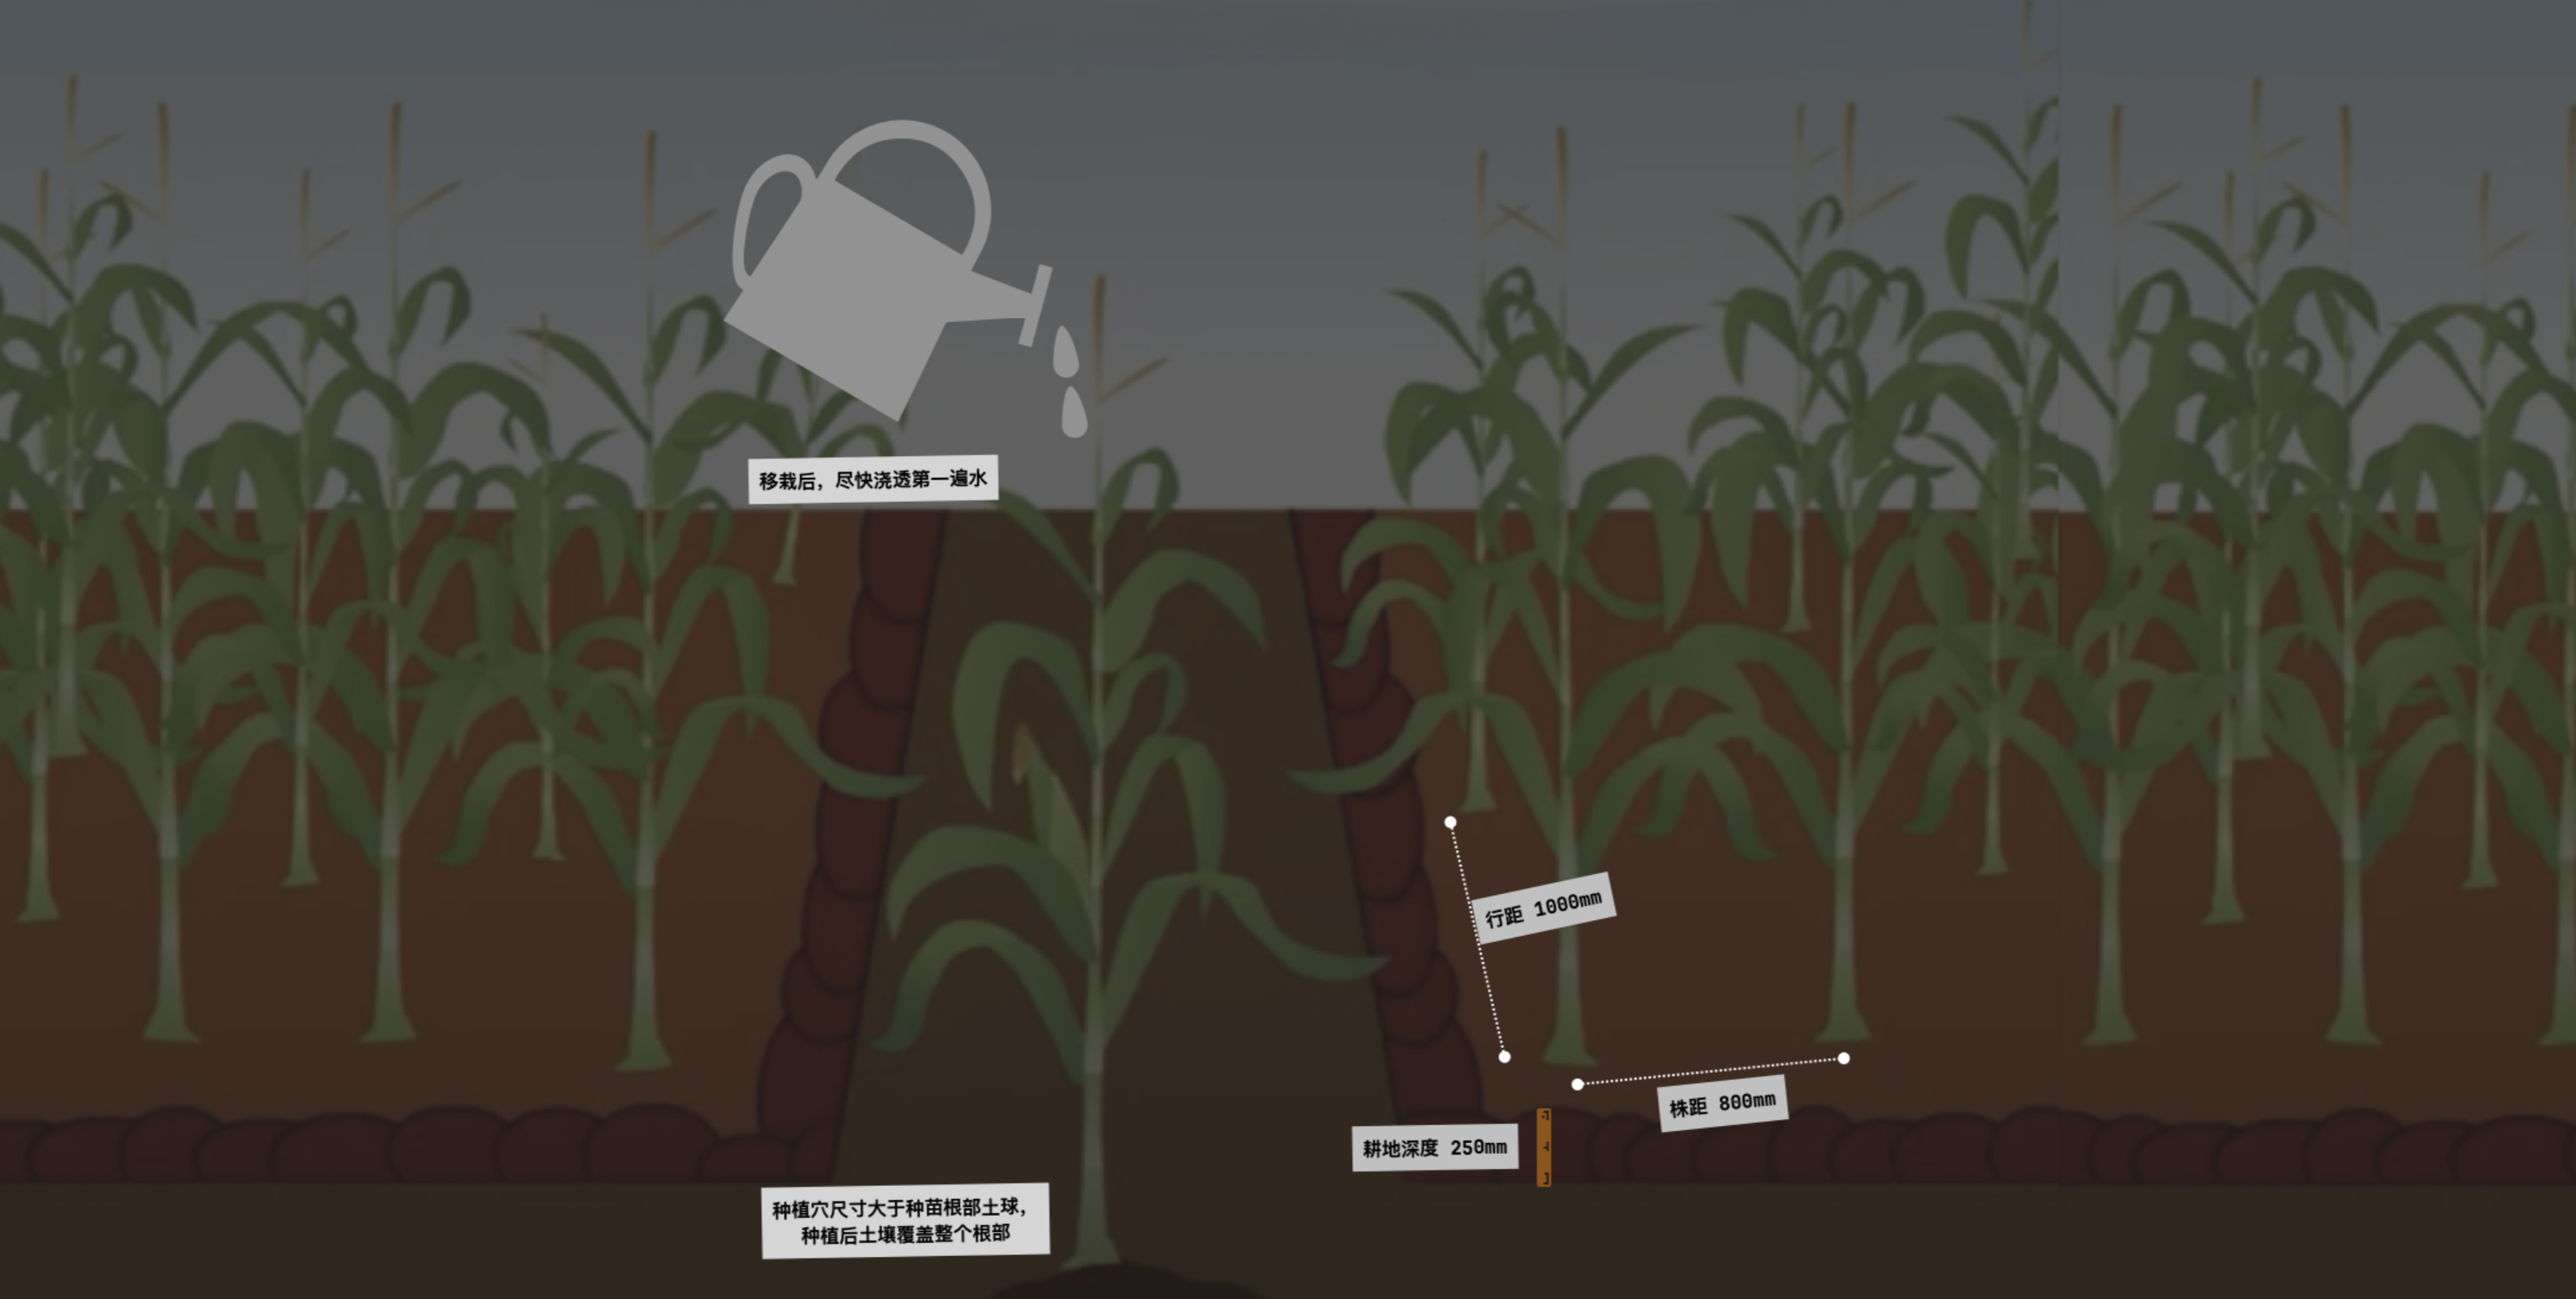 移栽后，尽快浇透第一遍水
行距 1000mm
株距 800mm
耕地深度 250mm
种植穴尺寸大于种苗根部土球，
种植后土壤覆盖整个根部